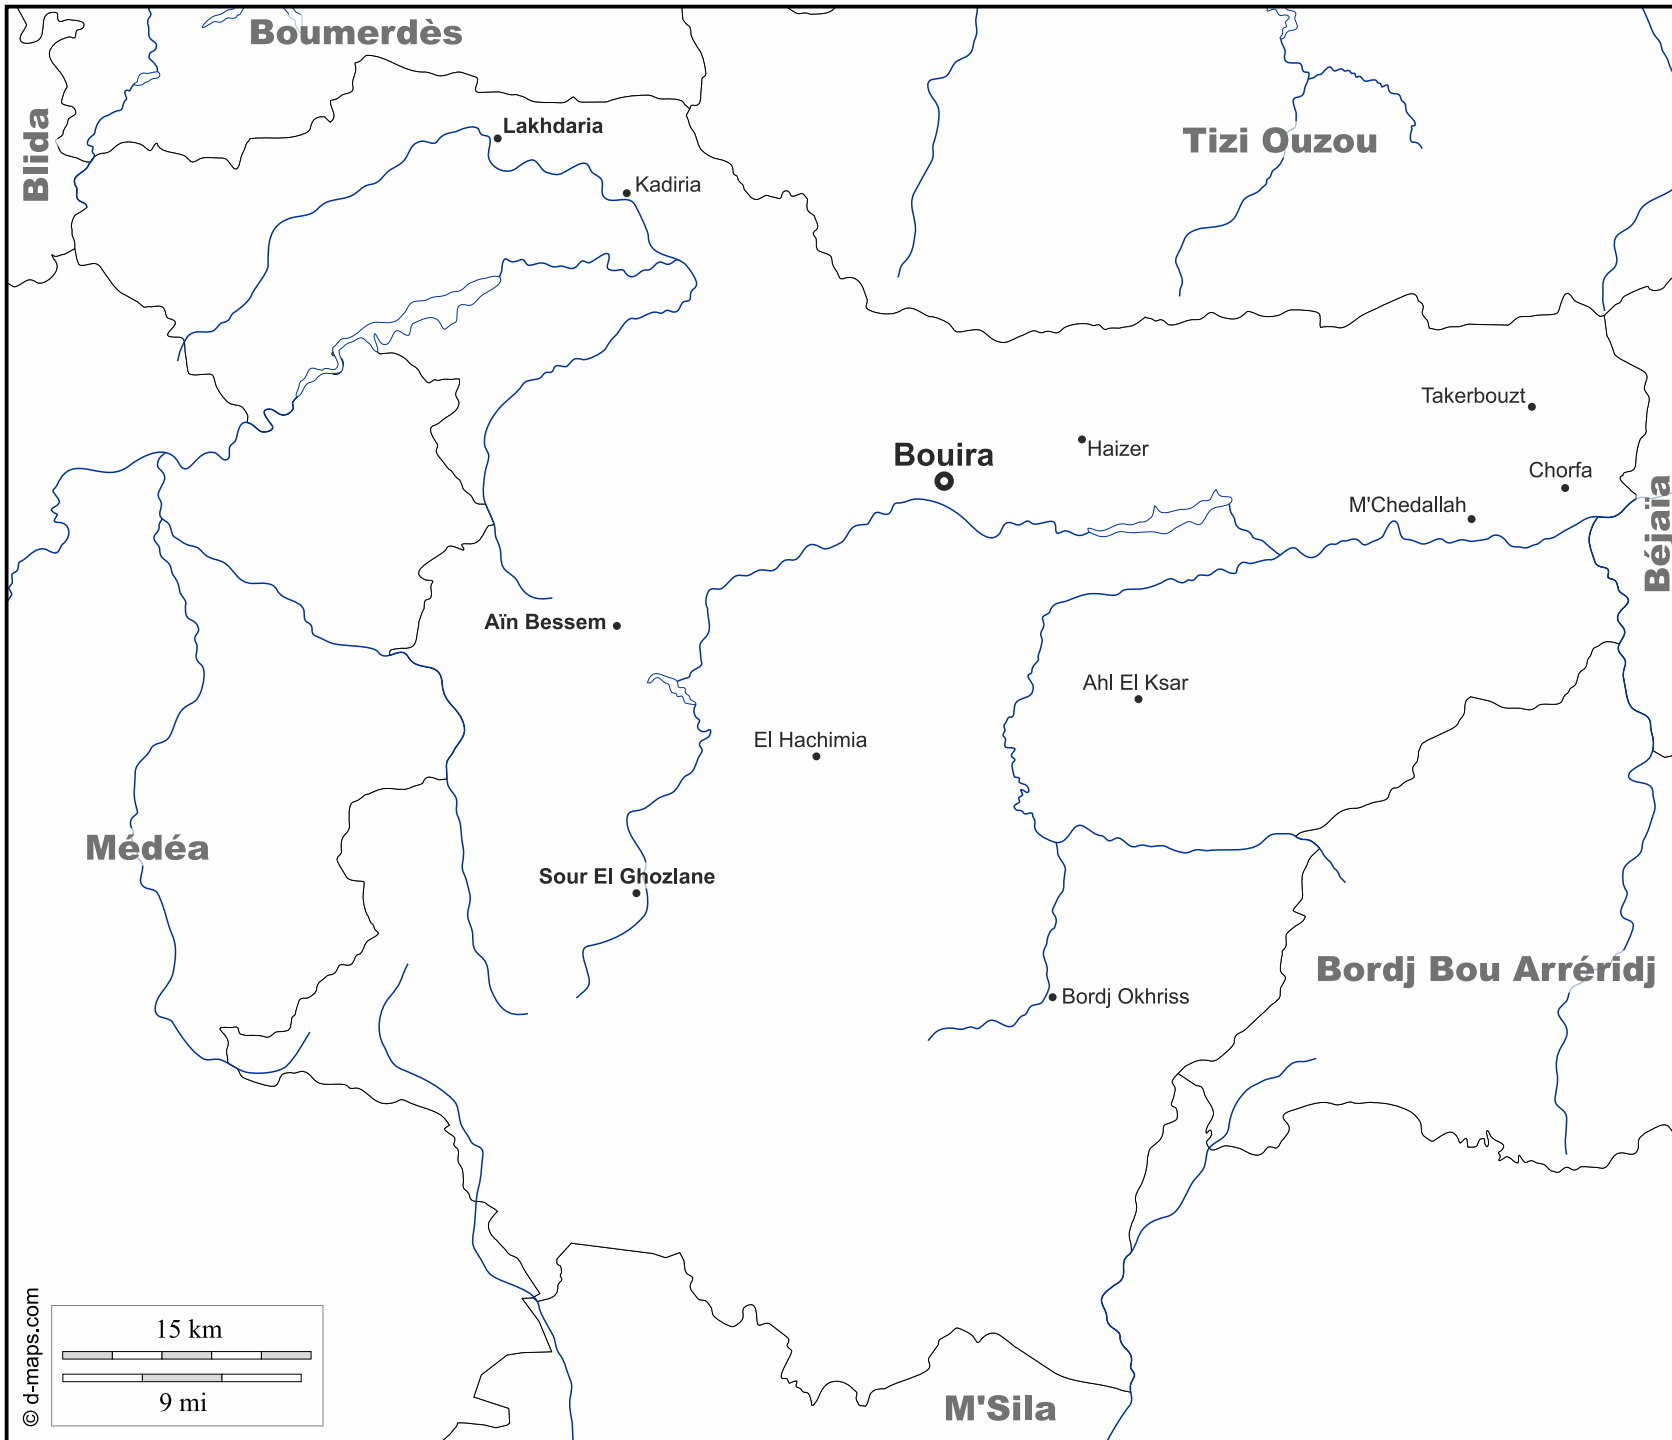 Boumerdès
Blida
Lakhdaria
Tizi Ouzou
Kadiria
Takerbouzt
Haizer
Bouira
Chorfa
M'Chedallah
Béjaïa
Aïn Bessem
Ahl El Ksar
El Hachimia
Médéa
Sour El Ghozlane
Bordj Bou Arréridj
Bordj Okhriss
15 km
9 mi
© d-maps.com
M'Sila